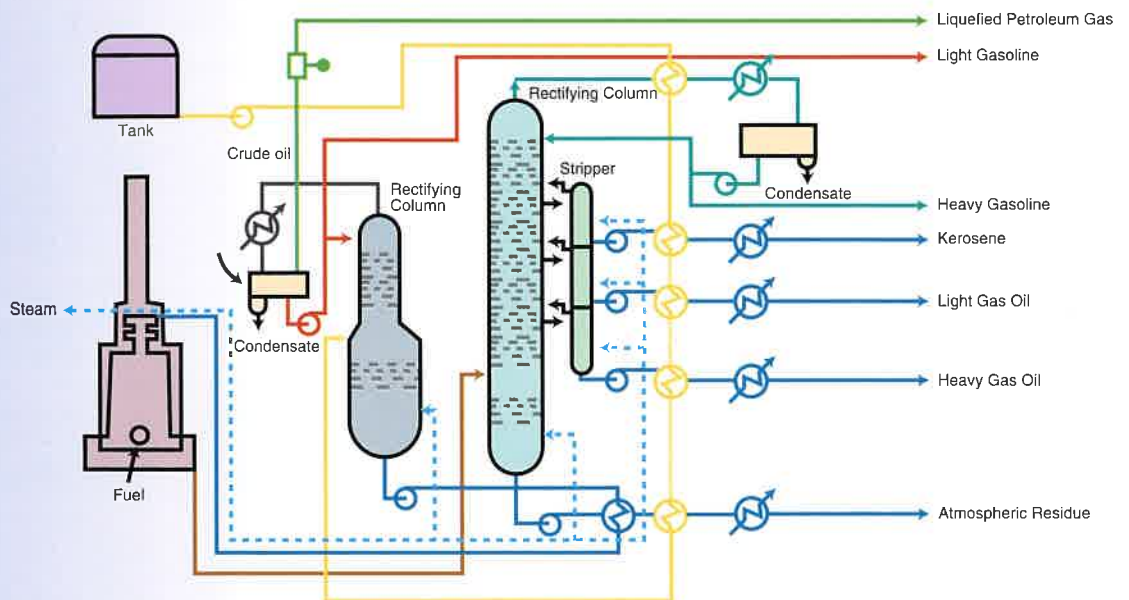 Liquefied Petroleum Gas
Light Gasoline
Rectifying Column
Tank
Crude oil
Stripper
Rectifying
Column
Condensate
Heavy Gasoline
Kerosene
Steam
Light Gas Oil
Condensate
Heavy Gas Oil
Fuel
Atmospheric Residue